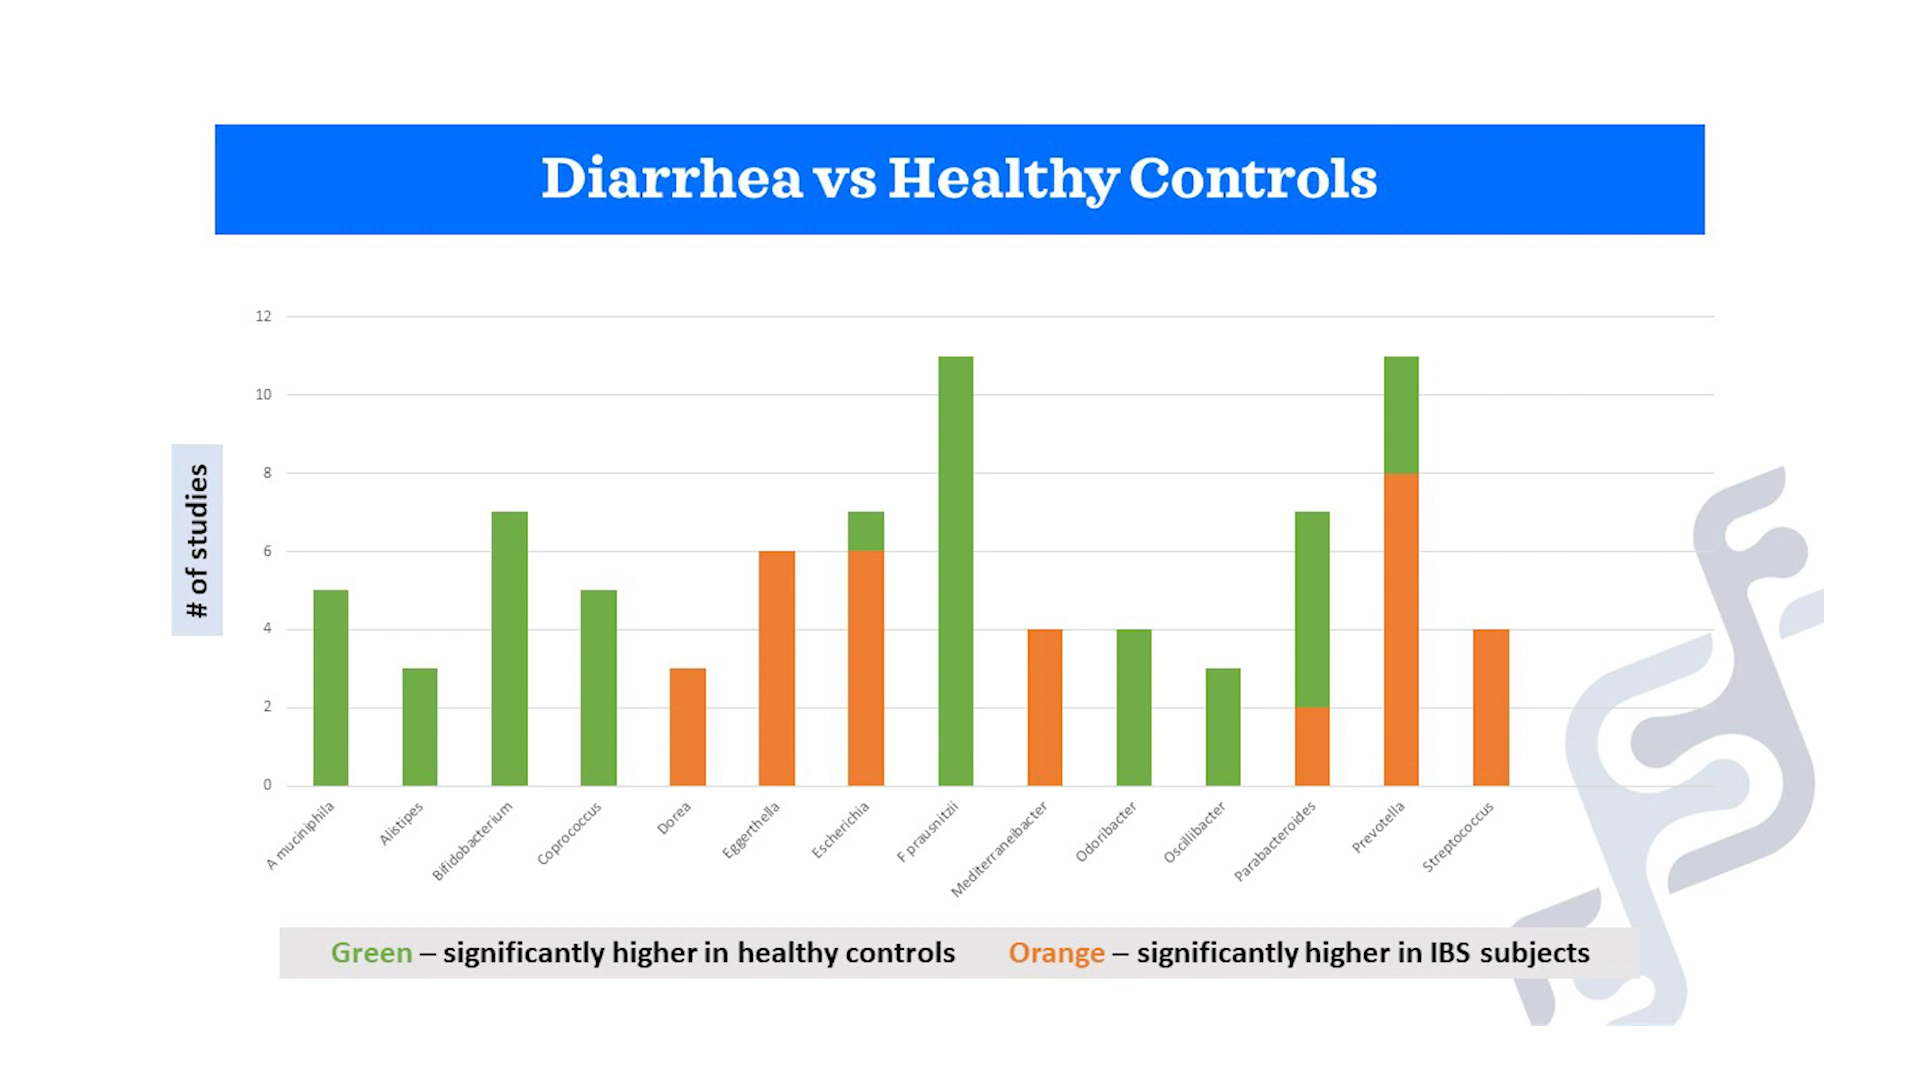 Diarrhea vs Healthy Controls
# of studies
12
10
8
6
4
2
0
A muciniphila
Alistipes
Bifidobacterium
Coprococcus
Dorea
Eggerthella
Escherichia
F prausnitzii
Mediterraneibacter
Odoribacter
Oscillibacter
Parabacteroides
Prevotella
Streptococcus
Green – significantly higher in healthy controls Orange – significantly higher in IBS subjects